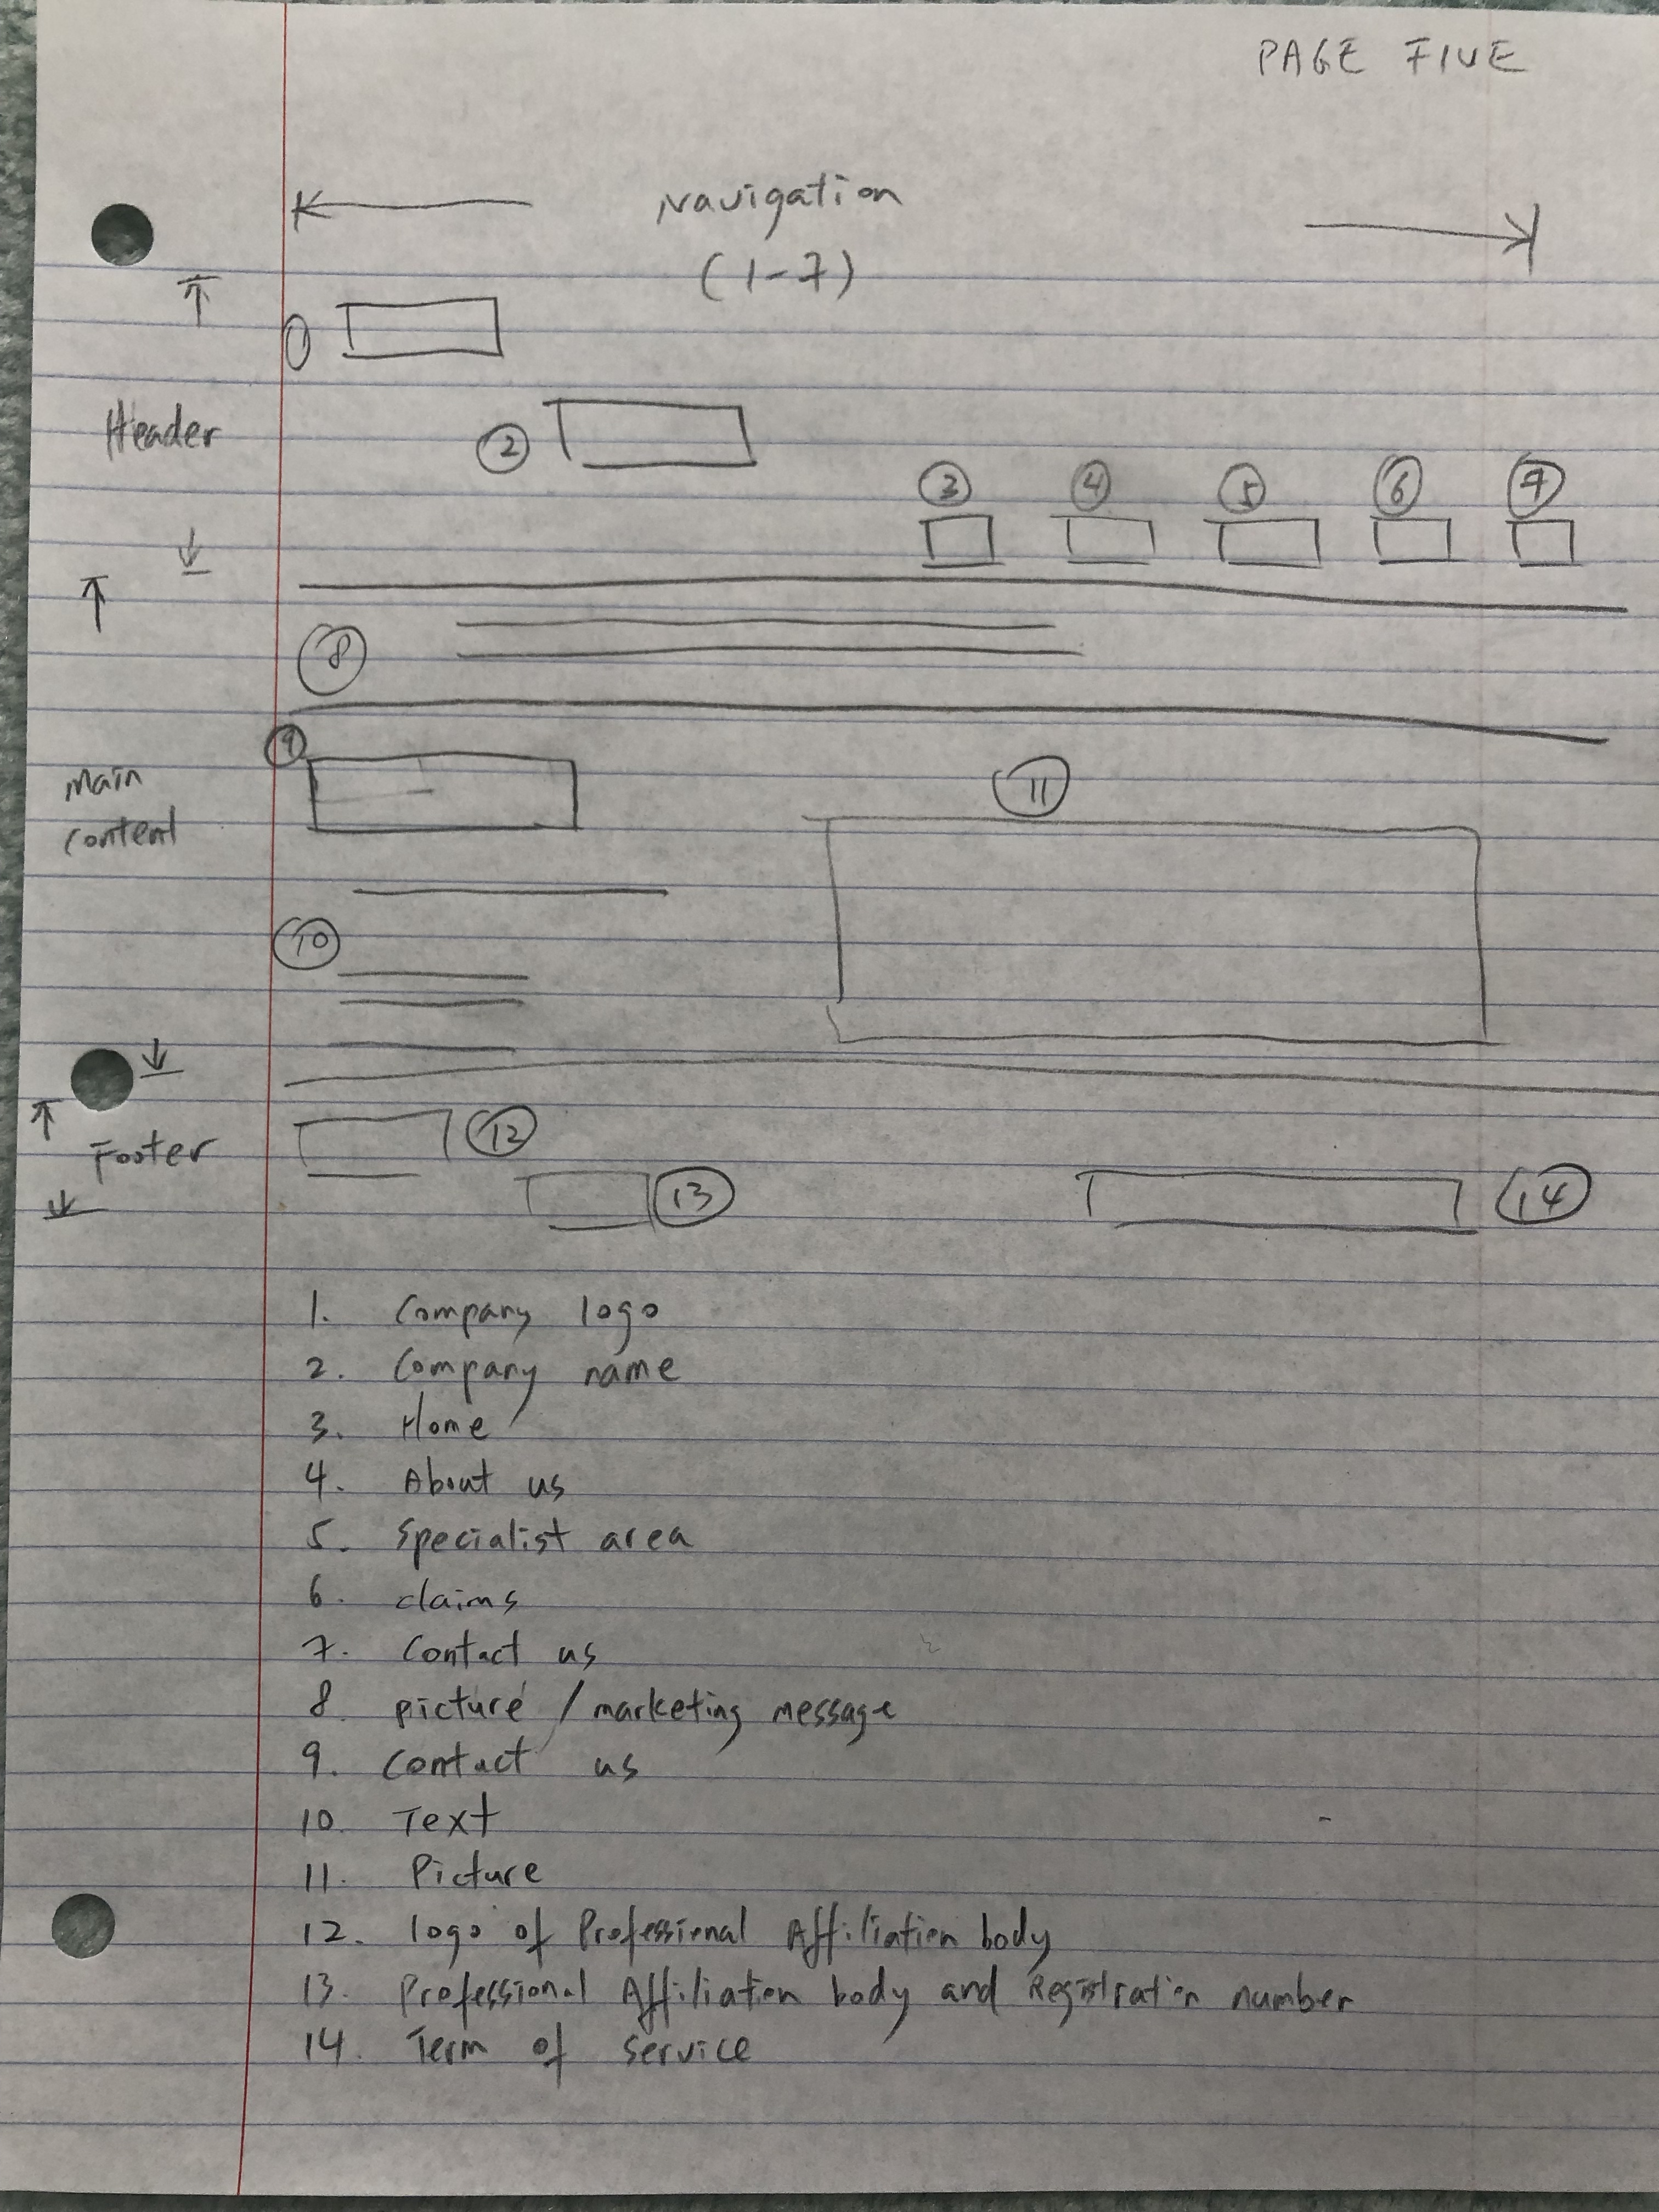 PAGE FIVE
Navigation
(1-7)
1
Header
2
3 4 5 6 7
8
9
Main
content
11
10
12
Footer
13
14
1. Company logo
2. Company name
3. Home
4. About us
5. Specialist area
6. claims
7. Contact us
8. picture / marketing message
9. Contact us
10. Text
11. Picture
12. logo of Professional Affiliation body
13. Professional Affiliation body and Registration number
14. Term of service